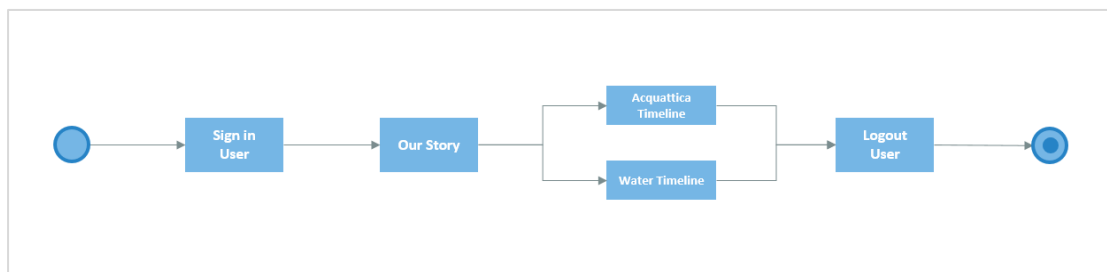 Sign in
User
Our Story
Acquattica
Timeline
Water Timeline
Logout
User